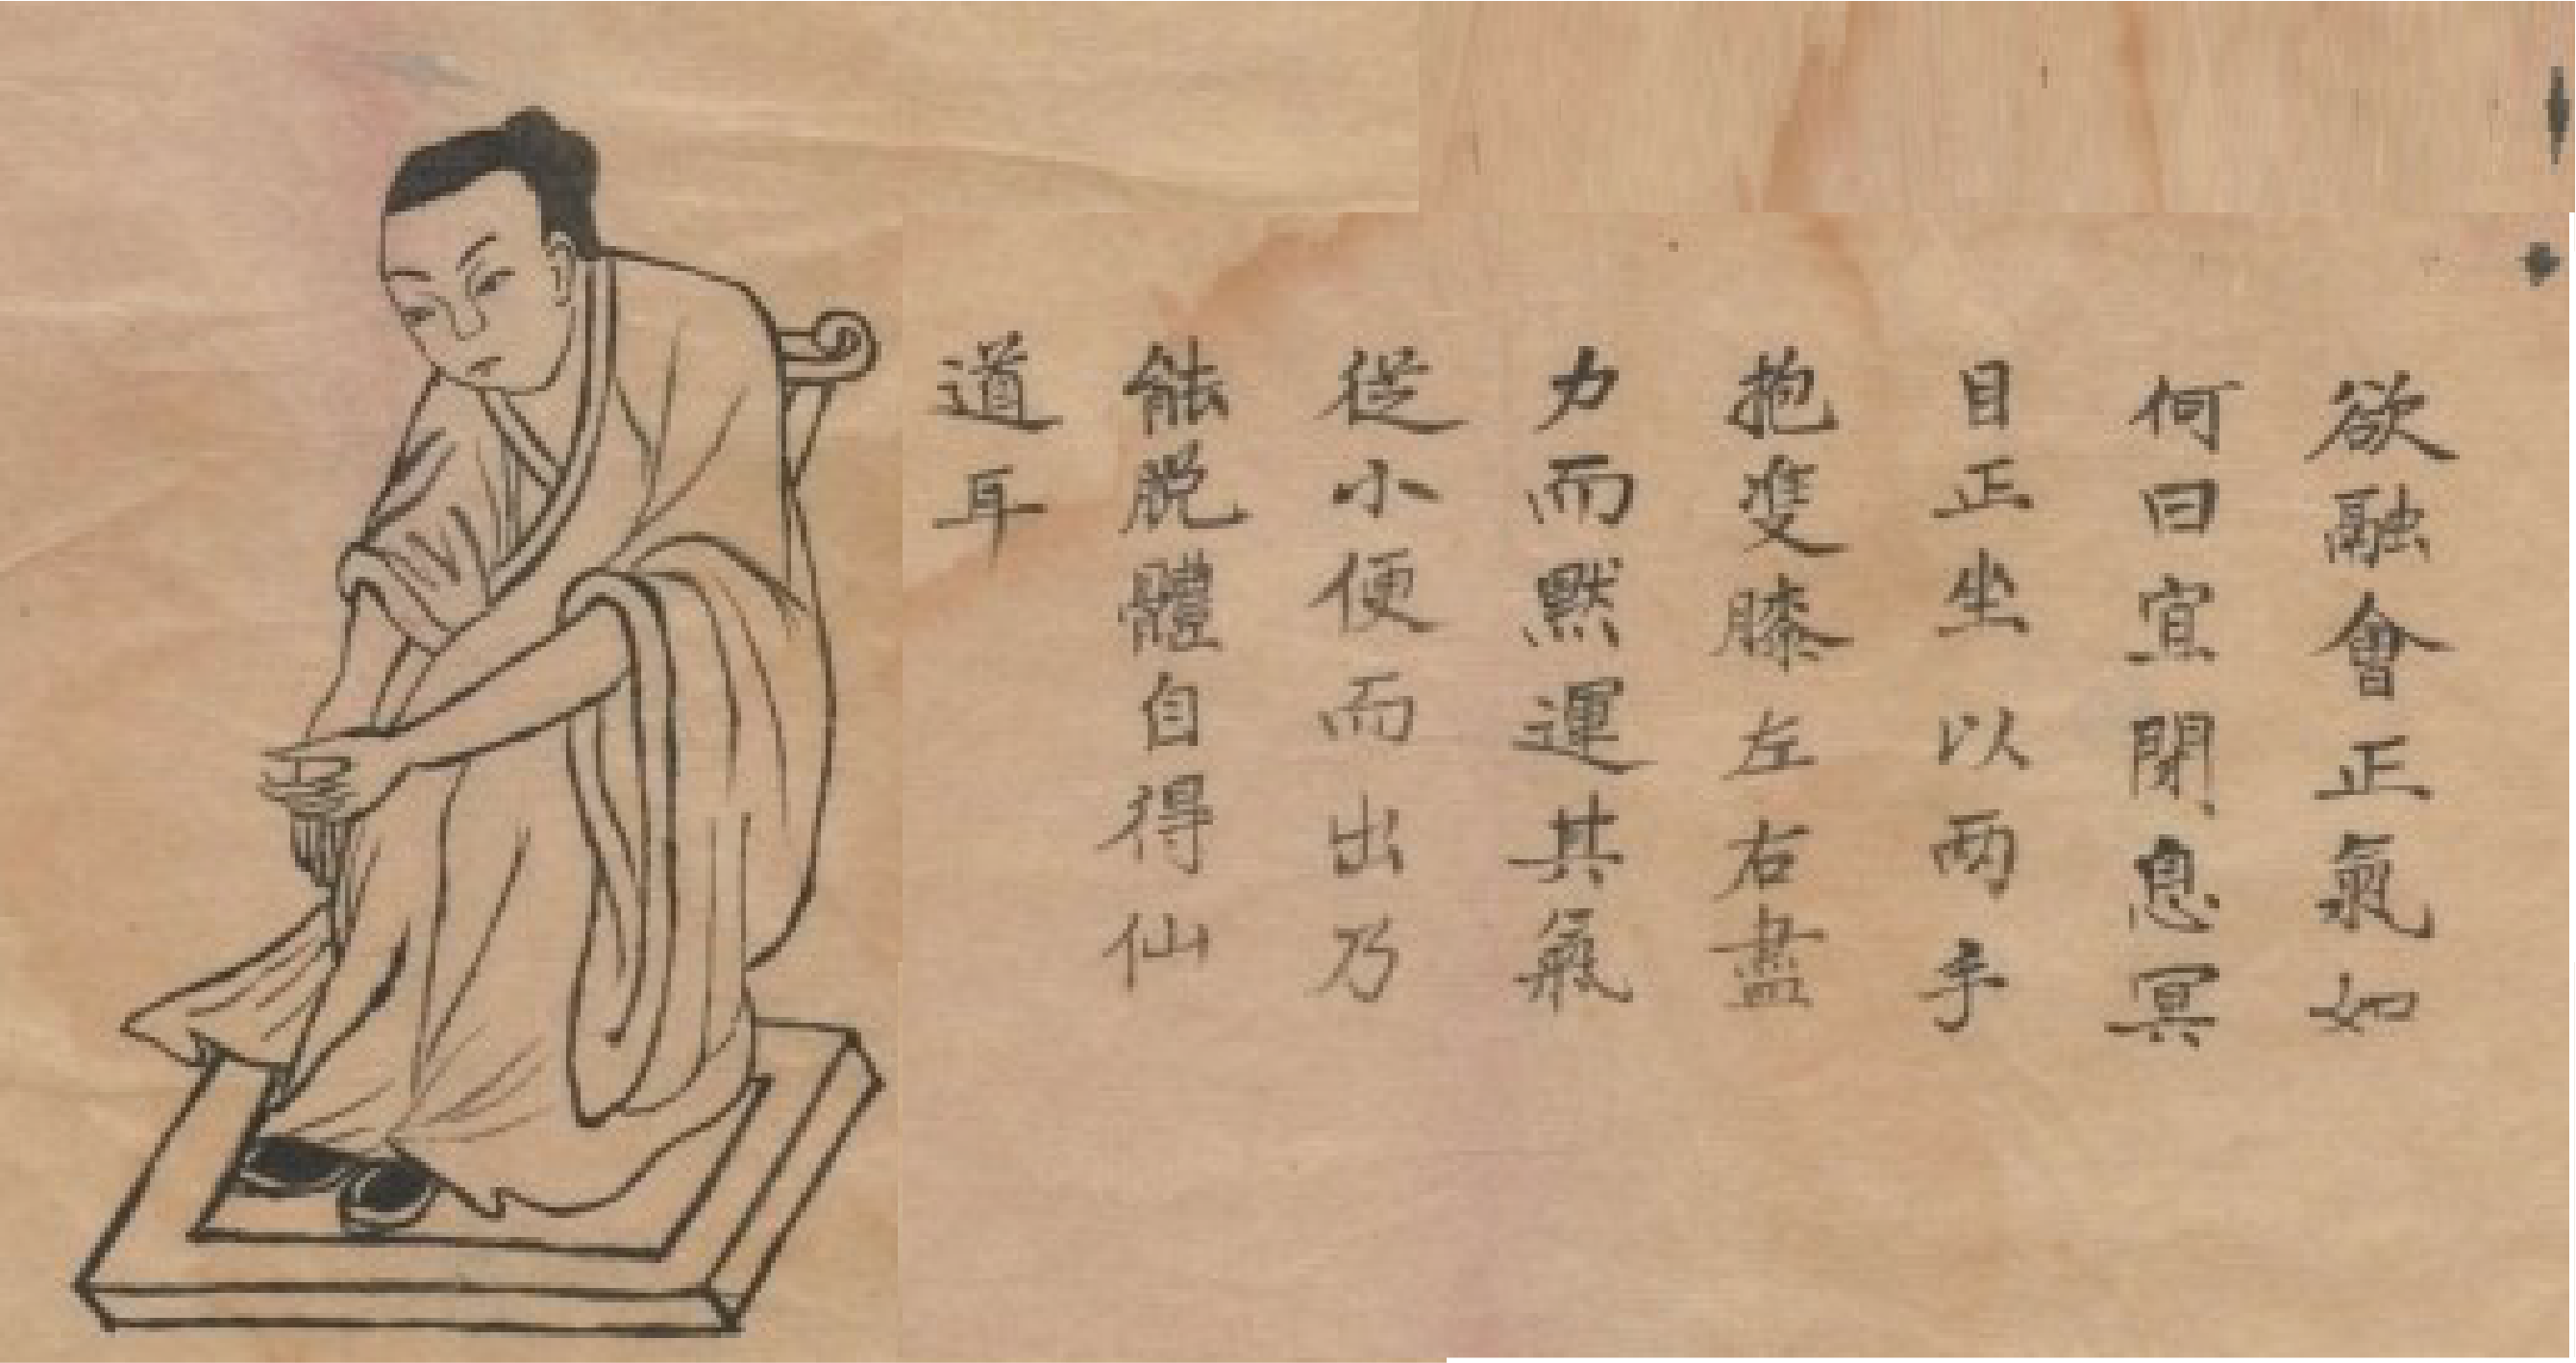 欲融會正氣如
何曰宜閉息冥
目正坐以两手
抱雙膝左右盡
力而默運其氣
從小便而出乃
能脫體自得仙
道耳